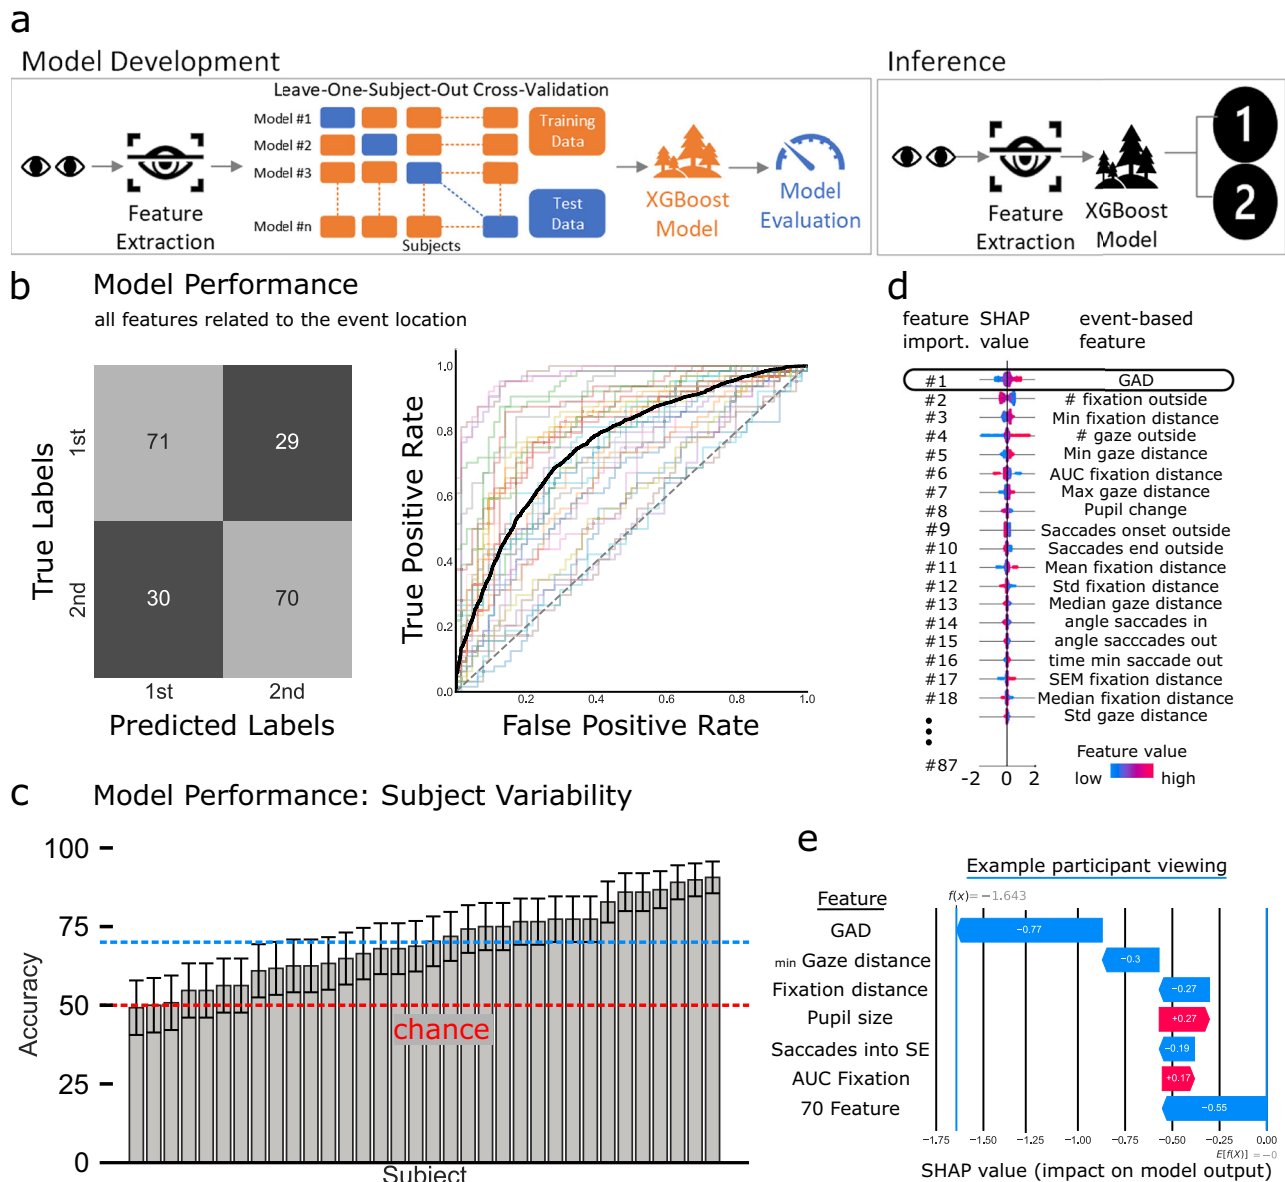 a
Model Development
Leave-One-Subject-Out Cross-Validation
Model #1
Model #2
Model #3
Model #n
Subjects
Feature
Extraction
Training
Data
Test
Data
XGBoost
Model
Model
Evaluation
Inference
Feature
Extraction
XGBoost
Model
1
2
b
Model Performance
all features related to the event location
True Labels
1st
2nd
71
29
30
70
1st
2nd
Predicted Labels
True Positive Rate
1.0
0.8
0.6
0.4
0.2
0.0
0.2
0.4
0.6
0.8
1.0
False Positive Rate
c
Model Performance: Subject Variability
Accuracy
100
75
50
25
0
chance
Subject
d
feature import.
SHAP value
event-based feature
#1 GAD
#2 # fixation outside
#3 Min fixation distance
#4 # gaze outside
#5 Min gaze distance
#6 AUC fixation distance
#7 Max gaze distance
#8 Pupil change
#9 Saccades onset outside
#10 Saccades end outside
#11 Mean fixation distance
#12 Std fixation distance
#13 Median gaze distance
#14 angle saccades in
#15 angle sacccades out
#16 time min saccade out
#17 SEM fixation distance
#18 Median fixation distance
Std gaze distance
#87
-2 0 2
Feature value
low high
e
Example participant viewing
f(x)=−1.643
Feature
GAD
−0.77
min Gaze distance
−0.3
Fixation distance
−0.27
Pupil size
+0.27
Saccades into SE
−0.19
AUC Fixation
+0.17
70 Feature
−0.55
−1.75 −1.50 −1.25 −1.00 −0.75 −0.50 −0.25 0.00
E[f(X)] =−0
SHAP value (impact on model output)